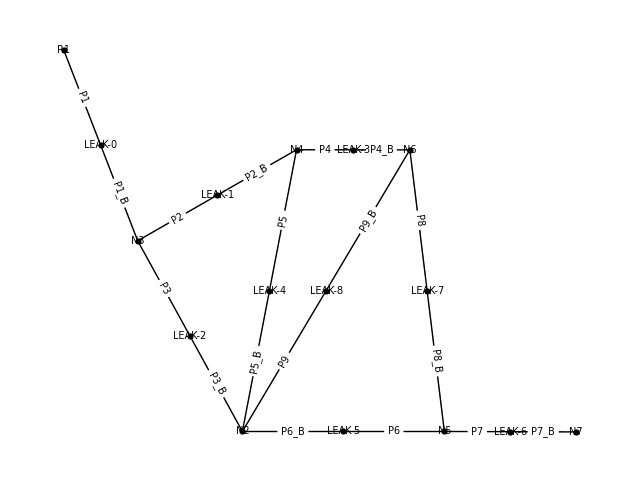 R1
P1
LEAK-0
N4
P4
LEAK-3
P4_B
N6
P2_B
P1_B
LEAK-1
P2
P5
P9_B
P8
N3
P3
LEAK-4
LEAK-8
LEAK-7
LEAK-2
P5_B
P9
P8_B
P3_B
N2
P6_B
LEAK-5
P6
N5
P7
LEAK-6
P7_B
N7